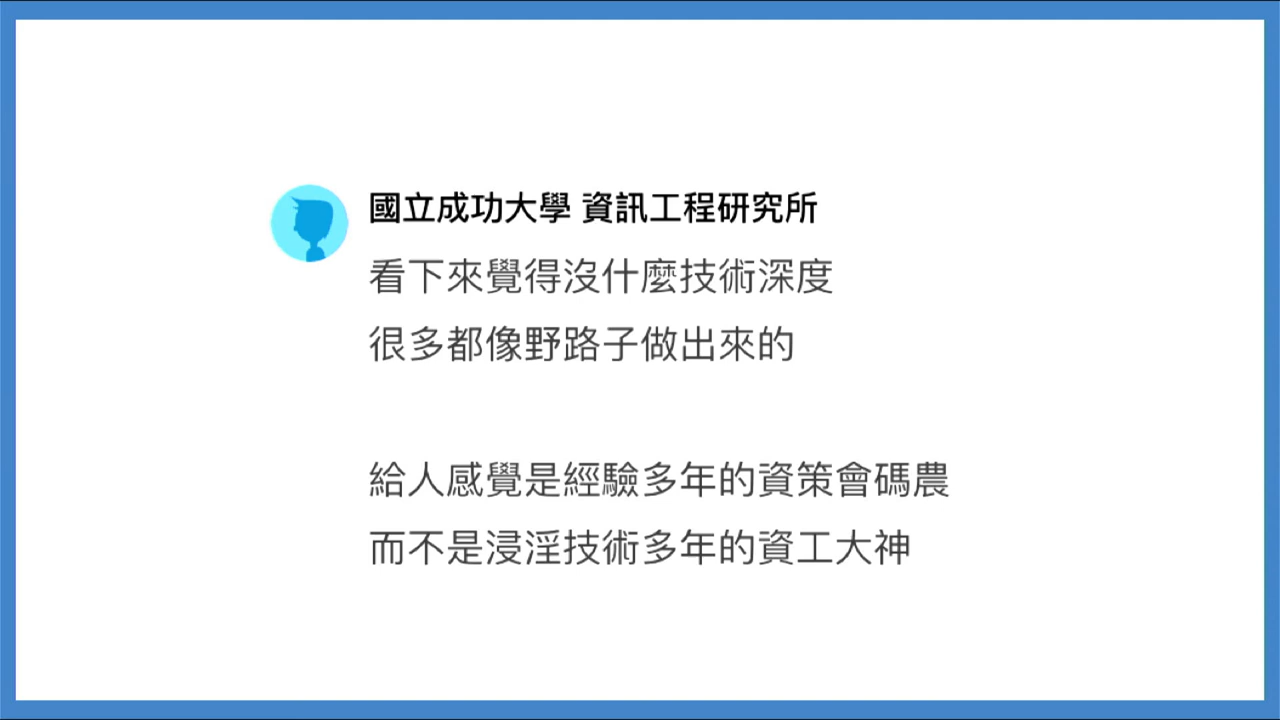 國立成功大學 資訊工程研究所
看下來覺得沒什麼技術深度
很多都像野路子做出來的
給人感覺是經驗多年的資策會碼農
而不是浸淫技術多年的資工大神